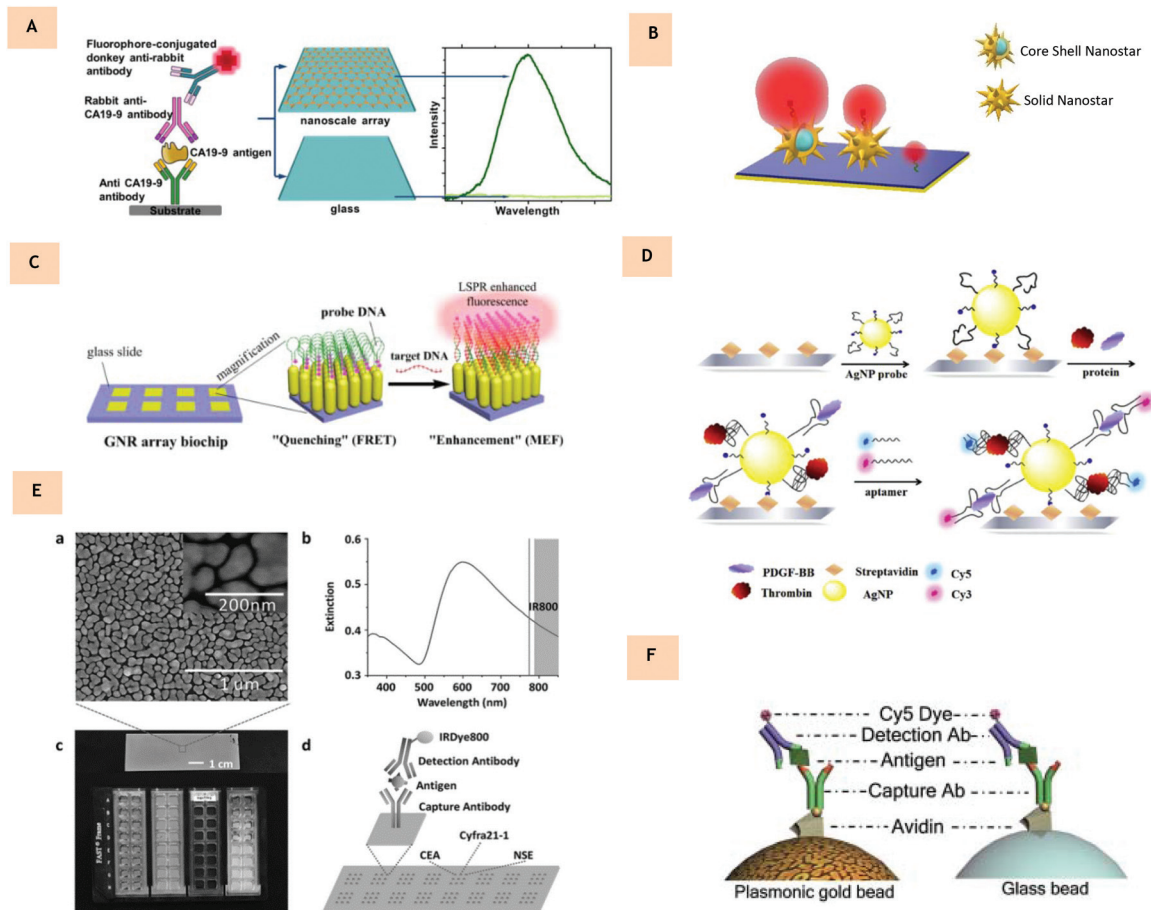 A
Fluorophore-conjugated
donkey anti-rabbit
antibody
Rabbit anti-
CA19-9 antibody
CA19-9 antigen
Anti CA19-9
antibody
Substrate
nanoscale array
glass
Intensity
Wavelength
B
Core Shell Nanostar
Solid Nanostar
C
glass slide
magnification
probe DNA
target DNA
LSPR enhanced
fluorescence
GNR array biochip
"Quenching" (FRET)
"Enhancement" (MEF)
D
AgNP probe
protein
aptamer
PDGF-BB
Streptavidin
Cy5
Thrombin
AgNP
Cy3
E
a
200nm
1 um
b
Extinction
0.6
0.5
0.4
0.3
400
500
600
700
800
IR800
Wavelength (nm)
c
1 cm
FAST® Frame
d
IRDye800
Detection Antibody
Antigen
Capture Antibody
Cyfra21-1
CEA
NSE
F
Cy5 Dye
Detection Ab
Antigen
Capture Ab
Avidin
Plasmonic gold bead
Glass bead